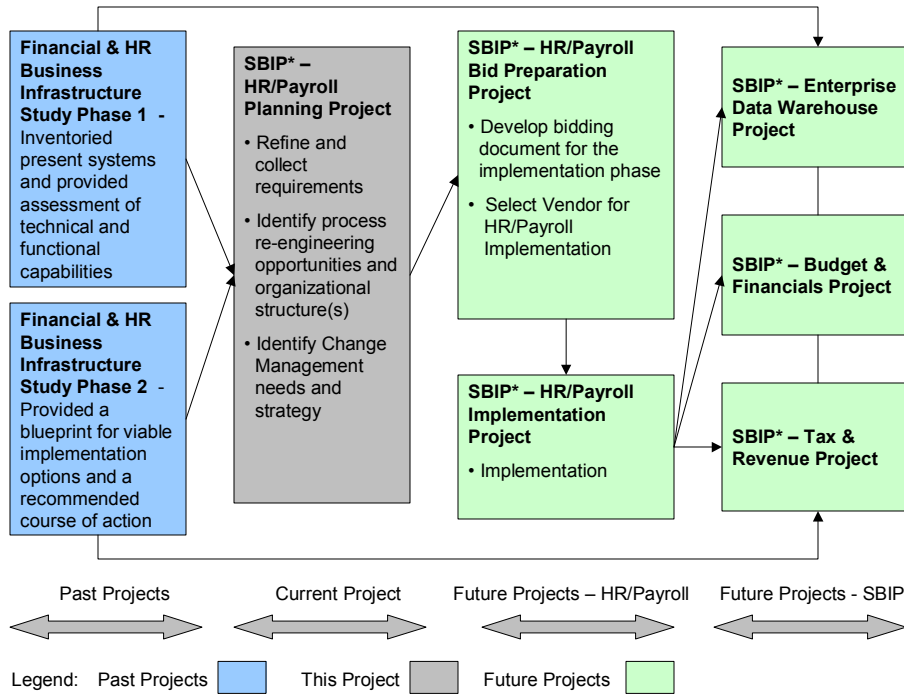 Financial & HR
Business
Infrastructure
Study Phase 1  -
Inventoried
present systems
and provided
assessment of
technical and
functional
capabilities
Financial & HR
Business
Infrastructure
Study Phase 2  -
Provided a
blueprint for viable
implementation
options and a
recommended
course of action
SBIP* –
HR/Payroll
Planning Project
• Refine and
collect
requirements
• Identify process
re-engineering
opportunities and
organizational
structure(s)
• Identify Change
Management
needs and
strategy
SBIP* – HR/Payroll
Bid Preparation
Project
• Develop bidding
document for the
implementation phase
• Select Vendor for
HR/Payroll
Implementation
SBIP* – HR/Payroll
Implementation
Project
• Implementation
SBIP* – Enterprise
Data Warehouse
Project
SBIP* – Budget &
Financials Project
SBIP* – Tax &
Revenue Project
Past Projects
Current Project
Future Projects – HR/Payroll
Future Projects - SBIP
Legend:
Past Projects
This Project
Future Projects